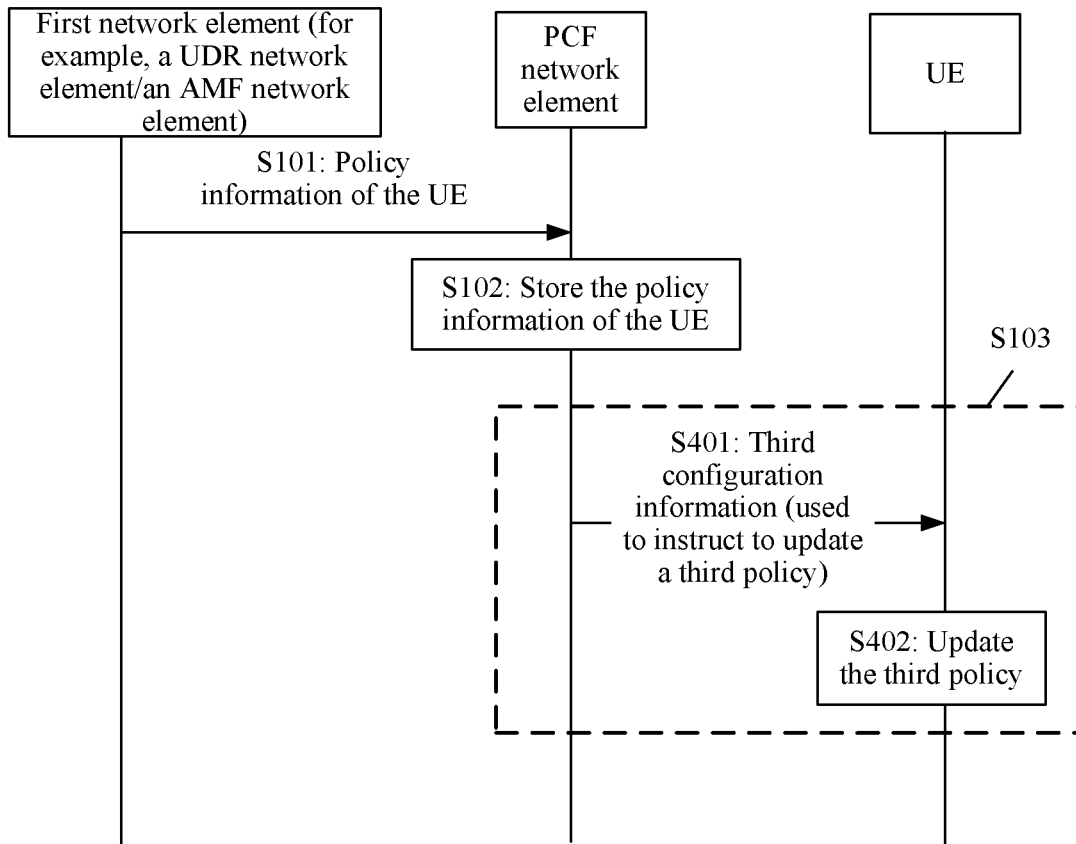 First network element (for
example, a UDR network
element/an AMF network
element)
PCF
network
element
UE
S101: Policy
information of the UE
S102: Store the policy
information of the UE
S103
S401: Third
configuration
information (used
to instruct to update
a third policy)
S402: Update
the third policy